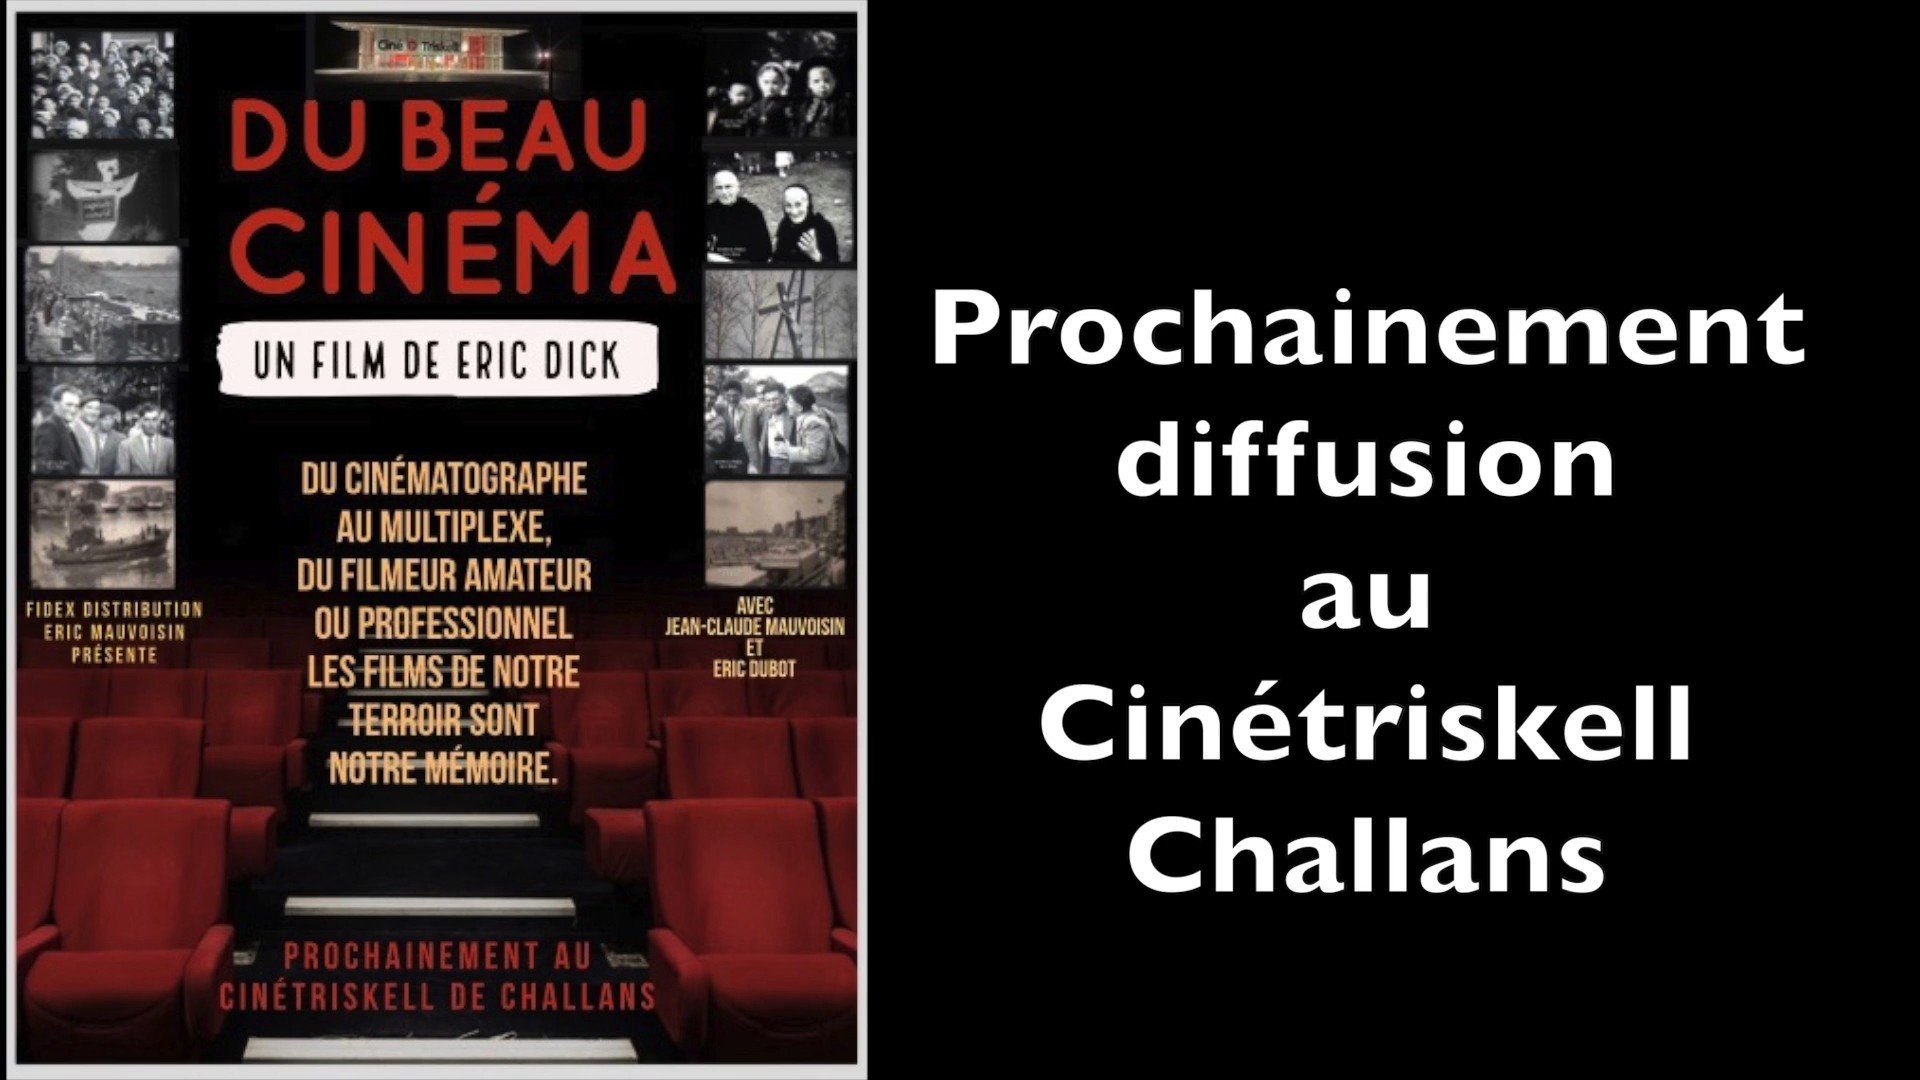 Ciné Triskell
DU BEAU
CINÉMA
UN FILM DE ERIC DICK
DU CINÉMATOGRAPHE
AU MULTIPLEXE,
DU FILMEUR AMATEUR
OU PROFESSIONNEL
LES FILMS DE NOTRE
TERROIR SONT
NOTRE MÉMOIRE.
FIDEX DISTRIBUTION
ERIC MAUVOISIN
PRÉSENTE
AVEC
JEAN-CLAUDE MAUVOISIN
ET
ERIC DUBOT
PROCHAINEMENT AU
CINÉTRISKELL DE CHALLANS
Prochainement
diffusion
au
Cinétriskell
Challans